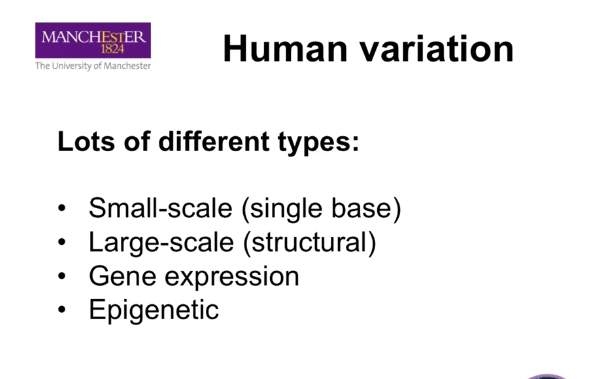 MANCHEstER
1824
The University of Manchester
Human variation
Lots of different types:
• Small-scale (single base)
• Large-scale (structural)
• Gene expression
• Epigenetic